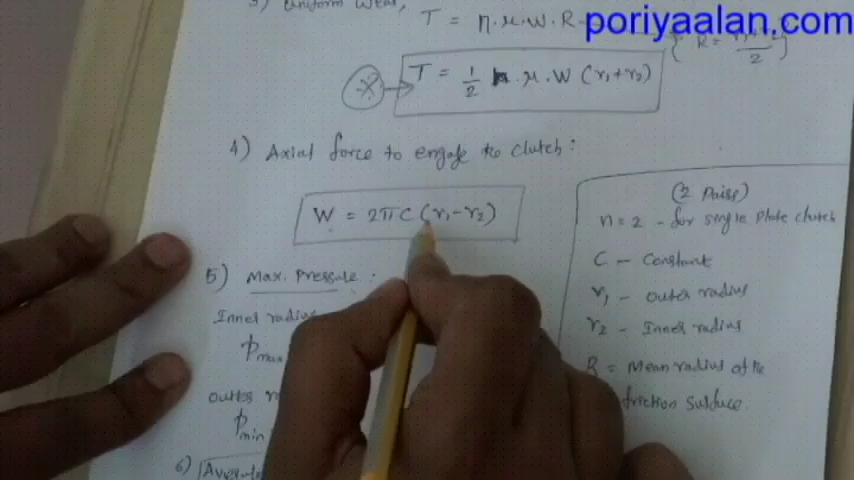 3) Uniform Wear,
poriyaalan.com
T = n.μ.W.R
R =
2
T = 1/2 n.μ.W (r1+r2)
4) Axial force to engage the clutch:
W = 2πC (r1-r2)
(2 Pairs)
n = 2 - for single plate clutch
C - Constant
r1 - outer radius
r2 - Inner radius
R = Mean radius of the
friction surface.
5) Max. Pressure:
Inner radius
Pmax
outer
Pmin
6)